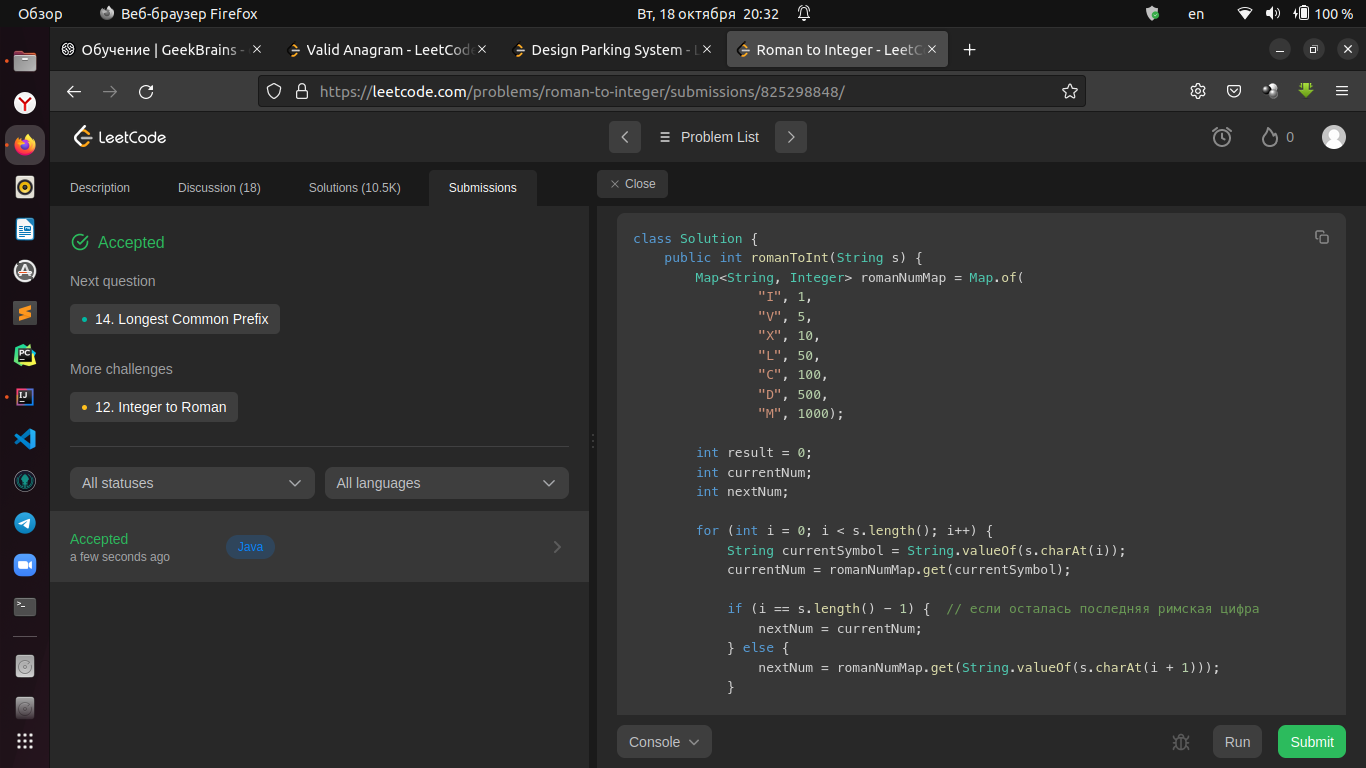 Обзор Веб-браузер Firefox Вт, 18 октября 20:32 en 100 %
Обучение | GeekBrains - Valid Anagram - LeetCode Design Parking System - L Roman to Integer - LeetC
https://leetcode.com/problems/roman-to-integer/submissions/825298848/
LeetCode Problem List 0
Description Discussion (18) Solutions (10.5K) Submissions
Accepted
Next question
14. Longest Common Prefix
More challenges
12. Integer to Roman
All statuses All languages
Accepted
a few seconds ago
Java
Close
class Solution {
    public int romanToInt(String s) {
        Map<String, Integer> romanNumMap = Map.of(
                "I", 1,
                "V", 5,
                "X", 10,
                "L", 50,
                "C", 100,
                "D", 500,
                "M", 1000);
        int result = 0;
        int currentNum;
        int nextNum;
        for (int i = 0; i < s.length(); i++) {
            String currentSymbol = String.valueOf(s.charAt(i));
            currentNum = romanNumMap.get(currentSymbol);
            if (i == s.length() - 1) {  // если осталась последняя римская цифра
                nextNum = currentNum;
            } else {
                nextNum = romanNumMap.get(String.valueOf(s.charAt(i + 1)));
            }
Console Run Submit
PC
IJ